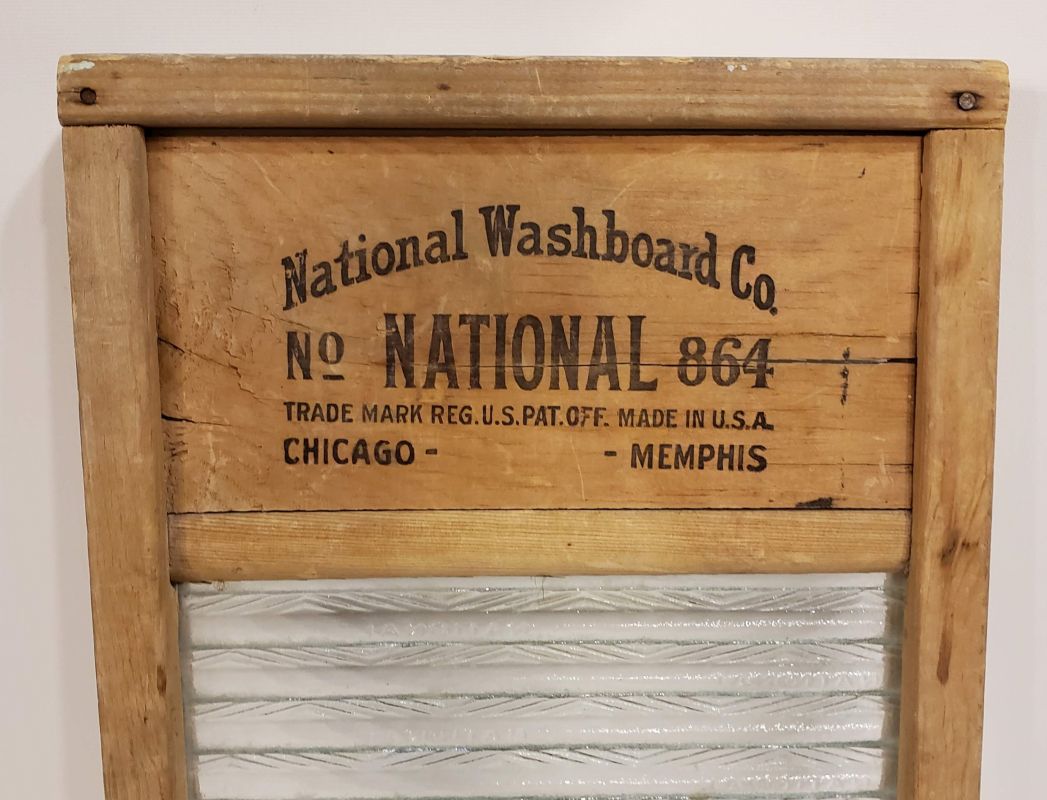 National Washboard Co.
No NATIONAL 864
TRADE MARK REG. U.S. PAT. OFF. MADE IN U.S.A.
CHICAGO - - MEMPHIS